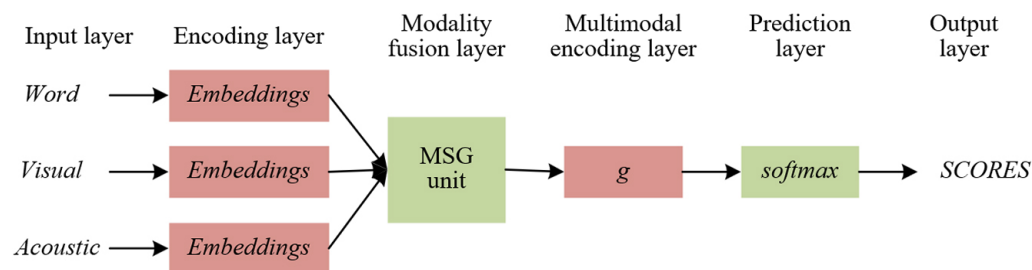 Input layer
Encoding layer
Modality
fusion layer
Multimodal
encoding layer
Prediction
layer
Output
layer
Word
Embeddings
Visual
Embeddings
MSG
unit
g
softmax
SCORES
Acoustic
Embeddings